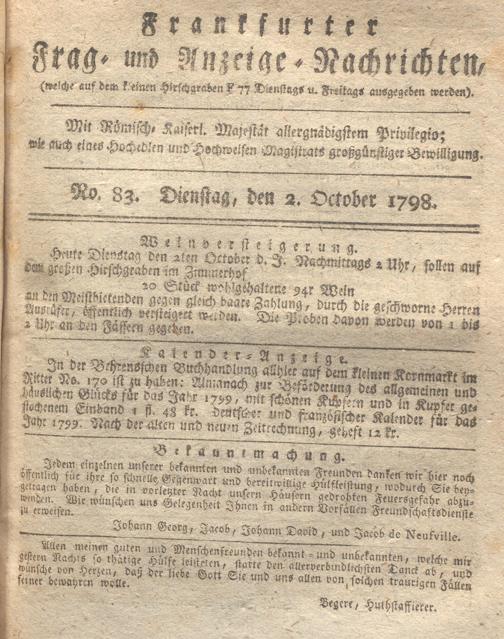 Frankfurter
Frag- und Anzeige-Nachrichten,
(welche auf dem kleinen Hirschgraben F 77 Dienstags u. Freitags ausgegeben werden).
Mit Römisch-Kaiserl. Majestät allergnädigstem Privilegio;
wie auch eines Hochedlen und Hochweisen Magistrats großgünstiger Bewilligung.
No. 83. Dienstag, den 2. October 1798.
Weinversteigerung.
Heute Dienstag den 2ten October d. J. Nachmittags 2 Uhr, sollen auf
dem großen Hirschgraben im Zimmerhof
20 Stück wohlgehaltene 94r Wein
an den Meistbietenden gegen gleich baare Zahlung, durch die geschworne Herren
Ausrüfer, öffentlich versteigert werden. Die Proben davon werden von 1 bis
2 Uhr an den Fässern gegeben.
Kalender-Anzeige.
In der Behrenschen Buchhandlung allhier auf dem kleinen Kornmarkt im
Ritter No. 170 ist zu haben: Almanach zur Beförderung des allgemeinen und
häuslichen Glücks für das Jahr 1799, mit schönen Kupfern und in Kupfer ge-
stochenem Einband 1 fl. 48 kr. deutscher und französischer Kalender für das
Jahr 1799. Nach der alten und neuen Zeitrechnung, geheft 12 kr.
Bekanntmachung.
Jedem einzelnen unserer bekannten und unbekannten Freunden danken wir hier noch
öffentlich für ihre so schnelle Gegenwart und bereitwillige Hülfleistung, wodurch Sie bey-
getragen haben, die in vorletzter Nacht unsern Häusern gedrohten Feuersgefahr abzu-
winden. Wir wünschen uns Gelegenheit Ihnen in andern Vorfällen Freundschaftsdienste
zu erweisen.
Johann Georg, Jacob, Johann David, und Jacob de Neufville.
Allen meinen guten und Menschenfreunden bekannt- und unbekannten, welche mir
gestern Nachts so thätige Hülfe leisteten, statte den allerverbindlichsten Danck ab, und
wünsche von Herzen, daß der liebe Gott Sie und uns allen von solchen traurigen Fällen
ferner bewahren wolle.
Begere, Huthstaffierer.